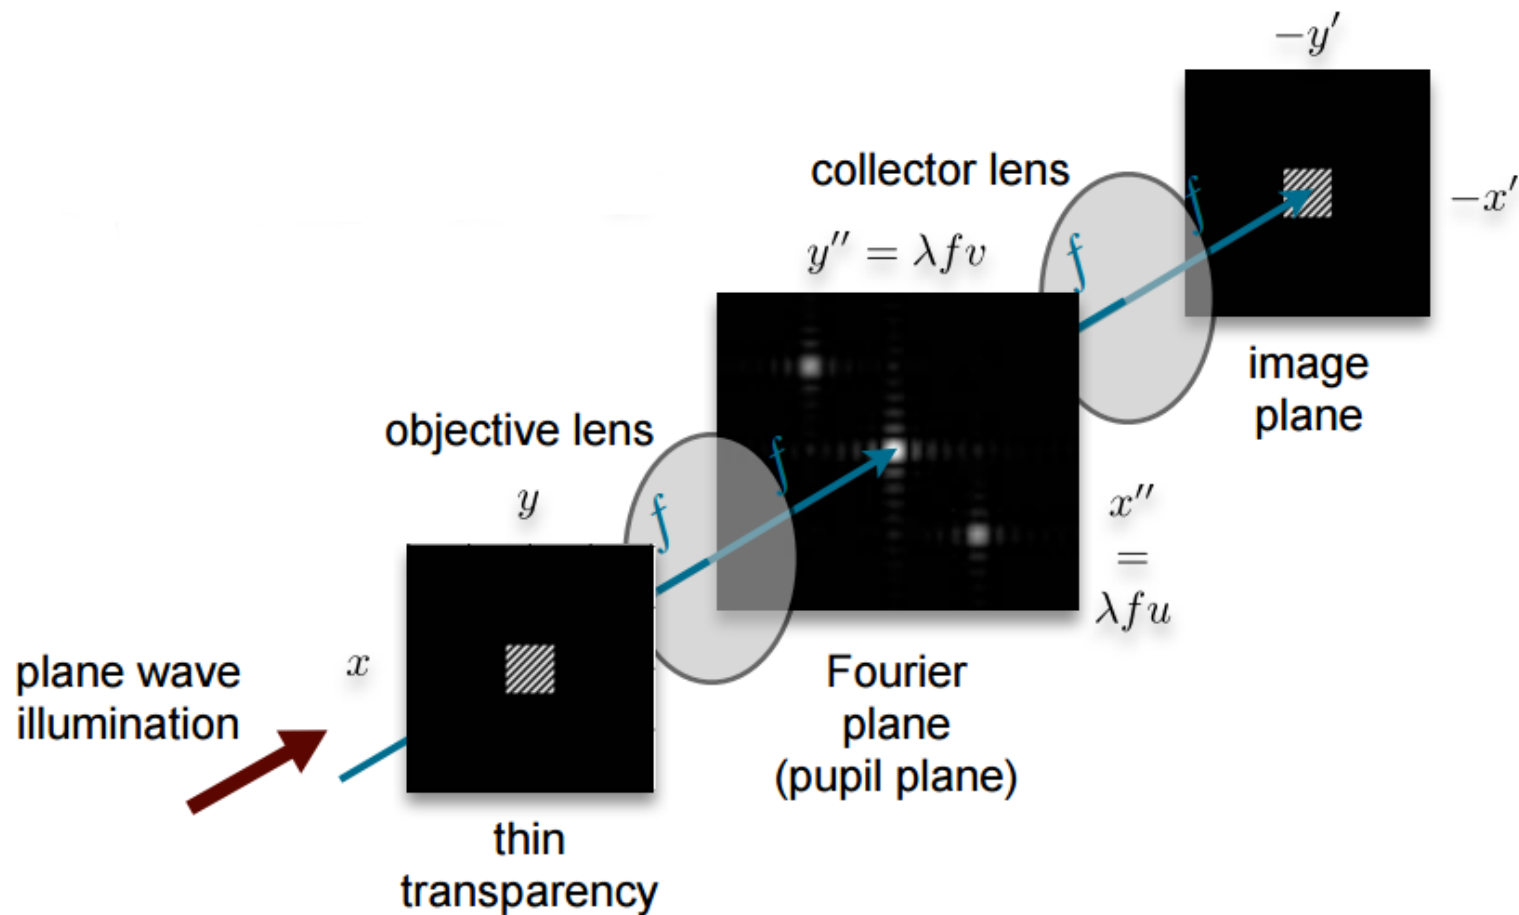 −y′
collector lens
−x′
y′′ = λfv
f
f
image
plane
objective lens
f
x′′
=
λfu
y
f
plane wave
illumination
x
Fourier
plane
(pupil plane)
thin
transparency